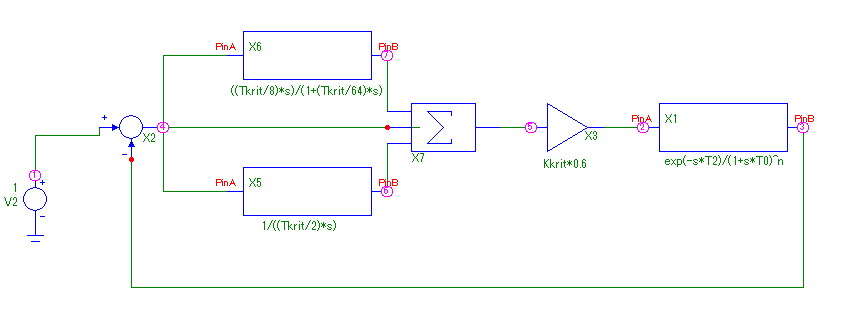 PinA X6 PinB
7
((Tkrit/8)*s)/(1+(Tkrit/64)*s)
+ 4 Σ 5 PinA X1 PinB
X2 X3 2 3
− X7 Kkrit*0.6 exp(-s*T2)/(1+s*T0)^n
1 PinA X5 PinB
1 + 6
V2
− 1/((Tkrit/2)*s)